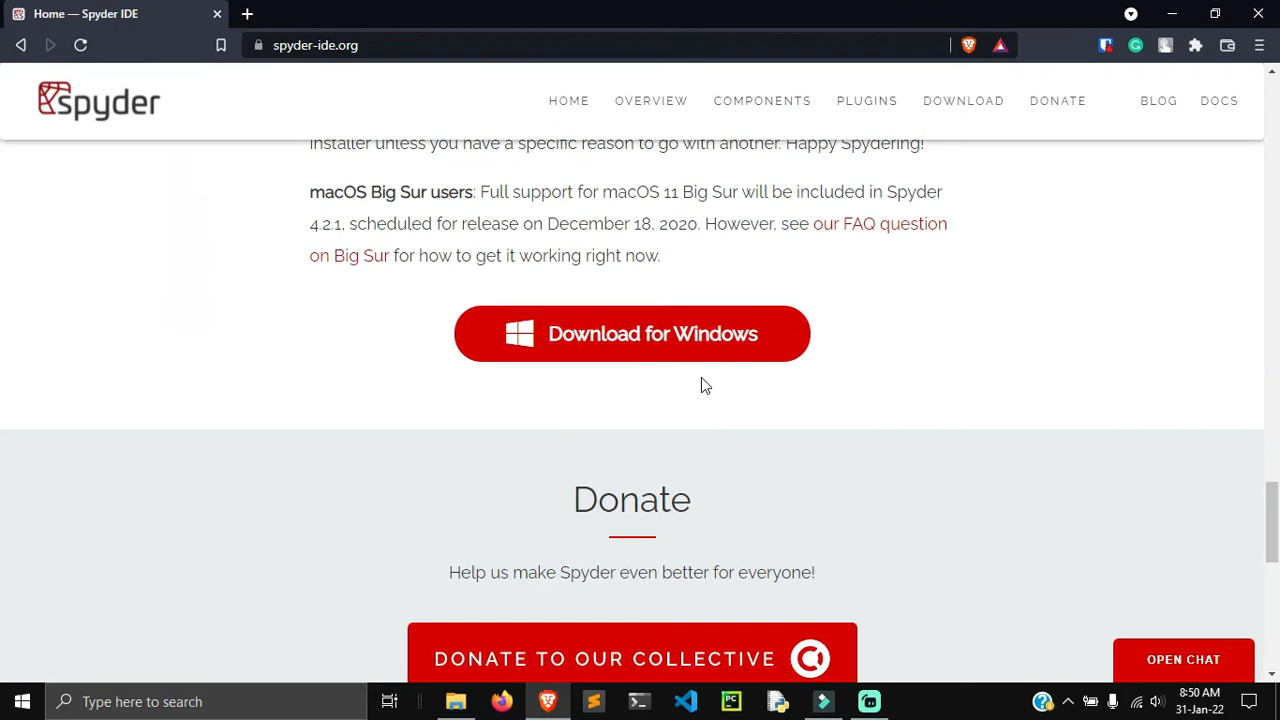 Home — Spyder IDE
spyder-ide.org
spyder
HOME OVERVIEW COMPONENTS PLUGINS DOWNLOAD DONATE BLOG DOCS
installer unless you have a specific reason to go with another. Happy Spydering!
macOS Big Sur users: Full support for macOS 11 Big Sur will be included in Spyder
4.2.1, scheduled for release on December 18, 2020. However, see our FAQ question
on Big Sur for how to get it working right now.
Download for Windows
Donate
Help us make Spyder even better for everyone!
DONATE TO OUR COLLECTIVE
OPEN CHAT
Type here to search
PC
8:50 AM
31-Jan-22